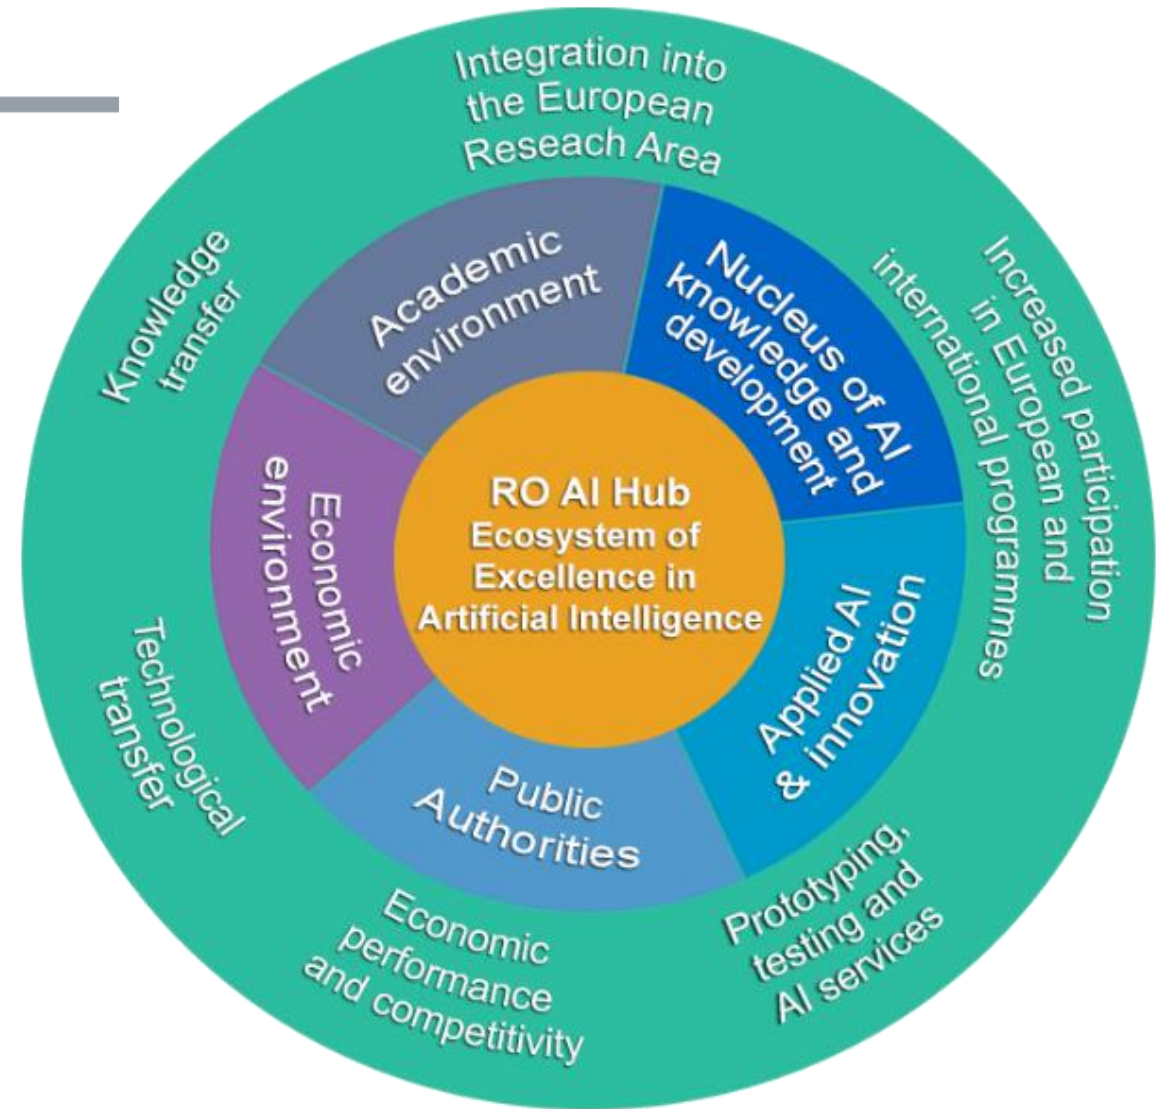 Integration into
the European
Reseach Area
Increased participation
in European and
international programmes
Prototyping,
testing and
AI services
Economic
performance
and competitivity
Technological
transfer
Knowledge
transfer
Academic
environment
Nucleus of AI
knowledge and
development
Applied AI
& innovation
Public
Authorities
Economic
environment
RO AI Hub
Ecosystem of
Excellence in
Artificial Intelligence